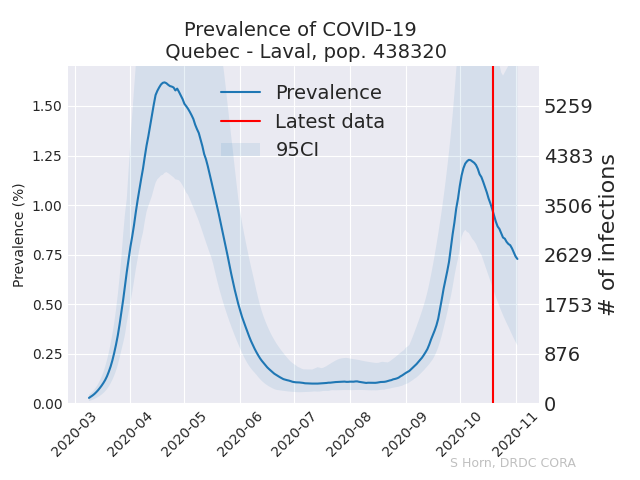 Prevalence of COVID-19
Quebec - Laval, pop. 438320
Prevalence
Latest data
95CI
Prevalence (%)
1.50
1.25
1.00
0.75
0.50
0.25
0.00
5259
4383
3506
2629
1753
876
0
# of infections
2020-03
2020-04
2020-05
2020-06
2020-07
2020-08
2020-09
2020-10
2020-11
S Horn, DRDC CORA